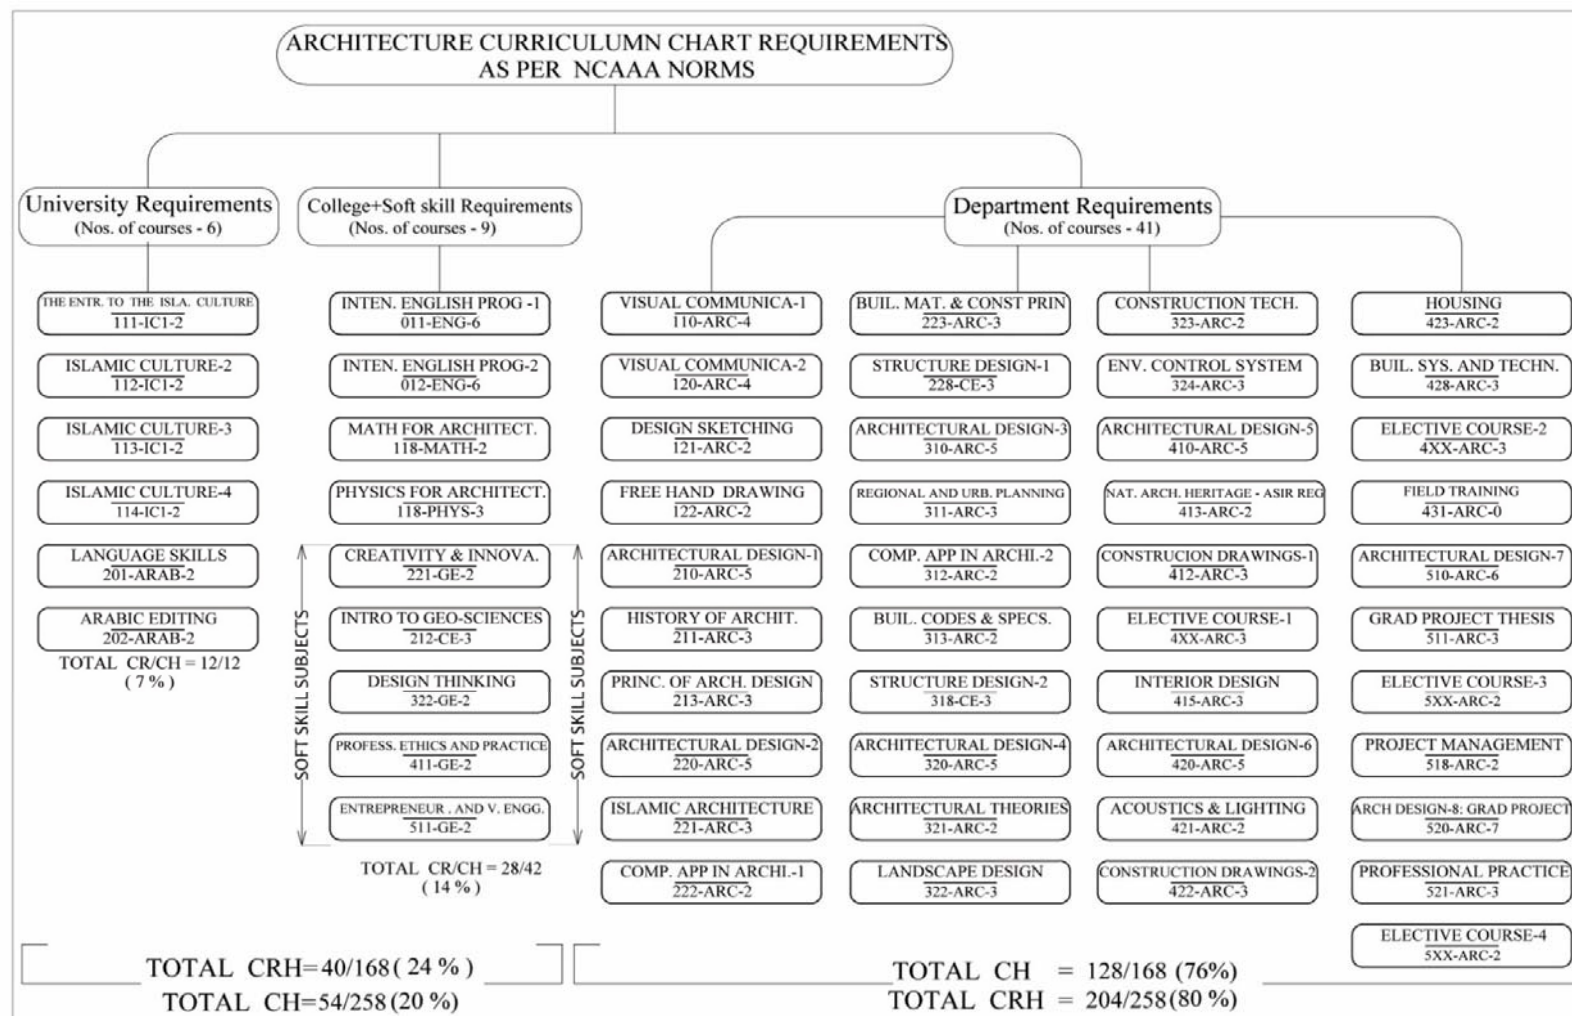 ARCHITECTURE CURRICULUMN CHART REQUIREMENTS
AS PER NCAAA NORMS
University Requirements
(Nos. of courses - 6)
THE ENTR. TO THE ISLA. CULTURE
111-IC1-2
ISLAMIC CULTURE-2
112-IC1-2
ISLAMIC CULTURE-3
113-IC1-2
ISLAMIC CULTURE-4
114-IC1-2
LANGUAGE SKILLS
201-ARAB-2
ARABIC EDITING
202-ARAB-2
TOTAL CR/CH = 12/12
( 7 % )
College+Soft skill Requirements
(Nos. of courses - 9)
INTEN. ENGLISH PROG -1
011-ENG-6
INTEN. ENGLISH PROG-2
012-ENG-6
MATH FOR ARCHITECT.
118-MATH-2
PHYSICS FOR ARCHITECT.
118-PHYS-3
SOFT SKILL SUBJECTS
CREATIVITY & INNOVA.
221-GE-2
INTRO TO GEO-SCIENCES
212-CE-3
DESIGN THINKING
322-GE-2
PROFESS. ETHICS AND PRACTICE
411-GE-2
ENTREPRENEUR . AND V. ENGG.
511-GE-2
SOFT SKILL SUBJECTS
TOTAL CR/CH = 28/42
( 14 % )
Department Requirements
(Nos. of courses - 41)
VISUAL COMMUNICA-1
110-ARC-4
VISUAL COMMUNICA-2
120-ARC-4
DESIGN SKETCHING
121-ARC-2
FREE HAND DRAWING
122-ARC-2
ARCHITECTURAL DESIGN-1
210-ARC-5
HISTORY OF ARCHIT.
211-ARC-3
PRINC. OF ARCH. DESIGN
213-ARC-3
ARCHITECTURAL DESIGN-2
220-ARC-5
ISLAMIC ARCHITECTURE
221-ARC-3
COMP. APP IN ARCHI.-1
222-ARC-2
BUIL. MAT. & CONST PRIN
223-ARC-3
STRUCTURE DESIGN-1
228-CE-3
ARCHITECTURAL DESIGN-3
310-ARC-5
REGIONAL AND URB. PLANNING
311-ARC-3
COMP. APP IN ARCHI.-2
312-ARC-2
BUIL. CODES & SPECS.
313-ARC-2
STRUCTURE DESIGN-2
318-CE-3
ARCHITECTURAL DESIGN-4
320-ARC-5
ARCHITECTURAL THEORIES
321-ARC-2
LANDSCAPE DESIGN
322-ARC-3
CONSTRUCTION TECH.
323-ARC-2
ENV. CONTROL SYSTEM
324-ARC-3
ARCHITECTURAL DESIGN-5
410-ARC-5
NAT. ARCH. HERITAGE - ASIR REG
413-ARC-2
CONSTRUCION DRAWINGS-1
412-ARC-3
ELECTIVE COURSE-1
4XX-ARC-3
INTERIOR DESIGN
415-ARC-3
ARCHITECTURAL DESIGN-6
420-ARC-5
ACOUSTICS & LIGHTING
421-ARC-2
CONSTRUCTION DRAWINGS-2
422-ARC-3
HOUSING
423-ARC-2
BUIL. SYS. AND TECHN.
428-ARC-3
ELECTIVE COURSE-2
4XX-ARC-3
FIELD TRAINING
431-ARC-0
ARCHITECTURAL DESIGN-7
510-ARC-6
GRAD PROJECT THESIS
511-ARC-3
ELECTIVE COURSE-3
5XX-ARC-2
PROJECT MANAGEMENT
518-ARC-2
ARCH DESIGN-8: GRAD PROJECT
520-ARC-7
PROFESSIONAL PRACTICE
521-ARC-3
ELECTIVE COURSE-4
5XX-ARC-2
TOTAL CRH=40/168 ( 24 % )
TOTAL CH=54/258 (20 %)
TOTAL CH = 128/168 (76%)
TOTAL CRH = 204/258 (80 %)